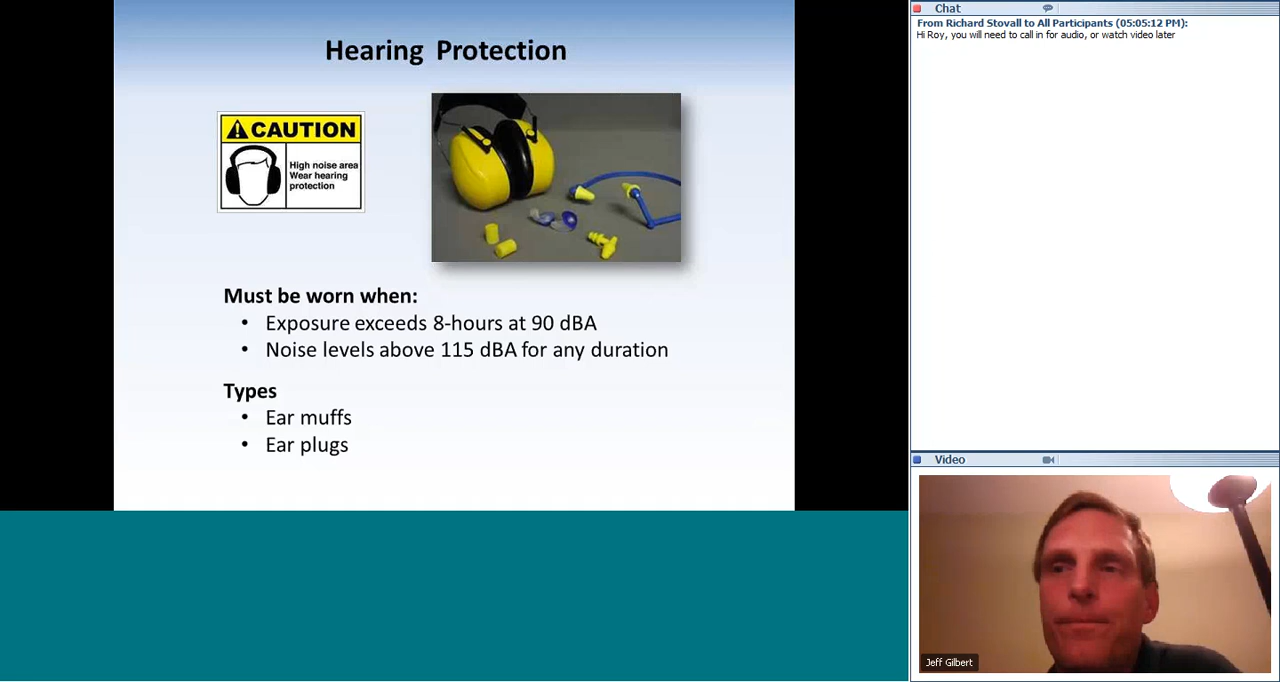 Hearing Protection
CAUTION
High noise area
Wear hearing
protection
Must be worn when:
• Exposure exceeds 8-hours at 90 dBA
• Noise levels above 115 dBA for any duration
Types
• Ear muffs
• Ear plugs
Chat
From Richard Stovall to All Participants (05:05:12 PM):
Hi Roy, you will need to call in for audio, or watch video later
Video
Jeff Gilbert